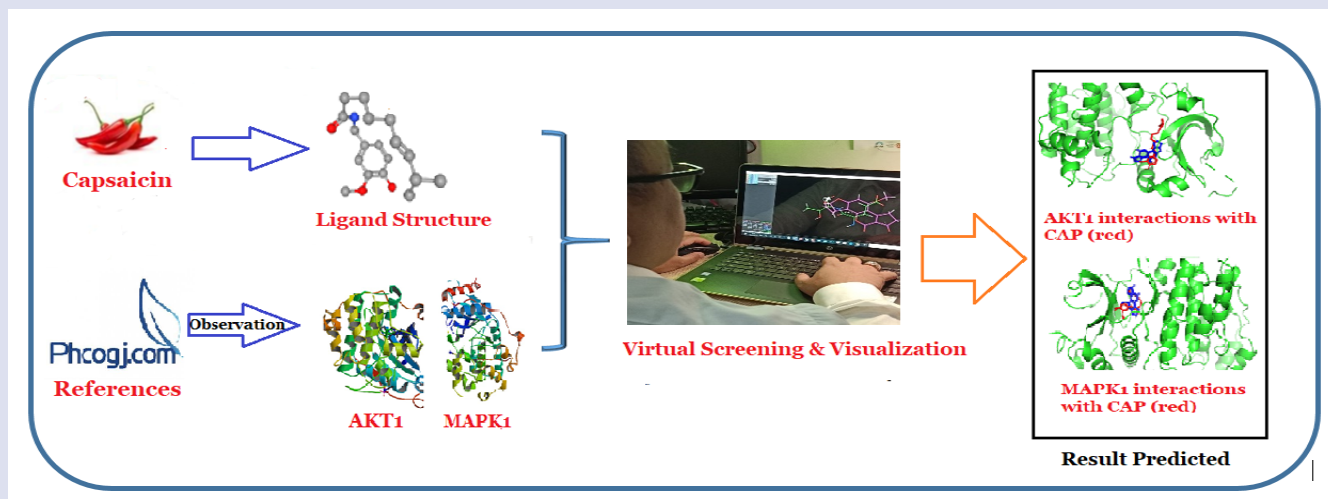 Capsaicin
Ligand Structure
Phcogj.com
References
Observation
AKT1
MAPK1
Virtual Screening & Visualization
AKT1 interactions with
CAP (red)
MAPK1 interactions
with CAP (red)
Result Predicted